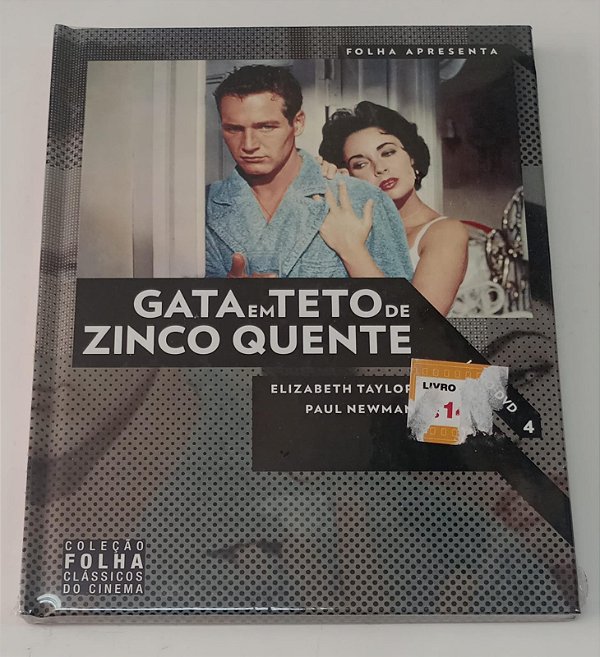 FOLHA APRESENTA
GATA EM TETO DE
ZINCO QUENTE
ELIZABETH TAYLOR
PAUL NEWMAN
LIVRO
DVD
4
COLEÇÃO
FOLHA
CLÁSSICOS
DO CINEMA